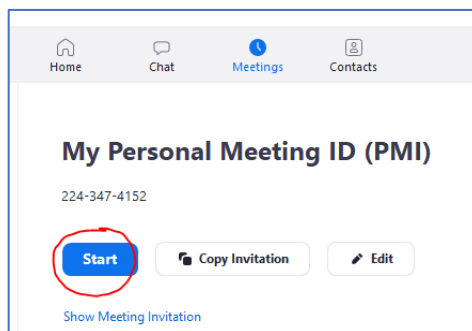 Home Chat Meetings Contacts
My Personal Meeting ID (PMI)
224-347-4152
Start Copy Invitation Edit
Show Meeting Invitation